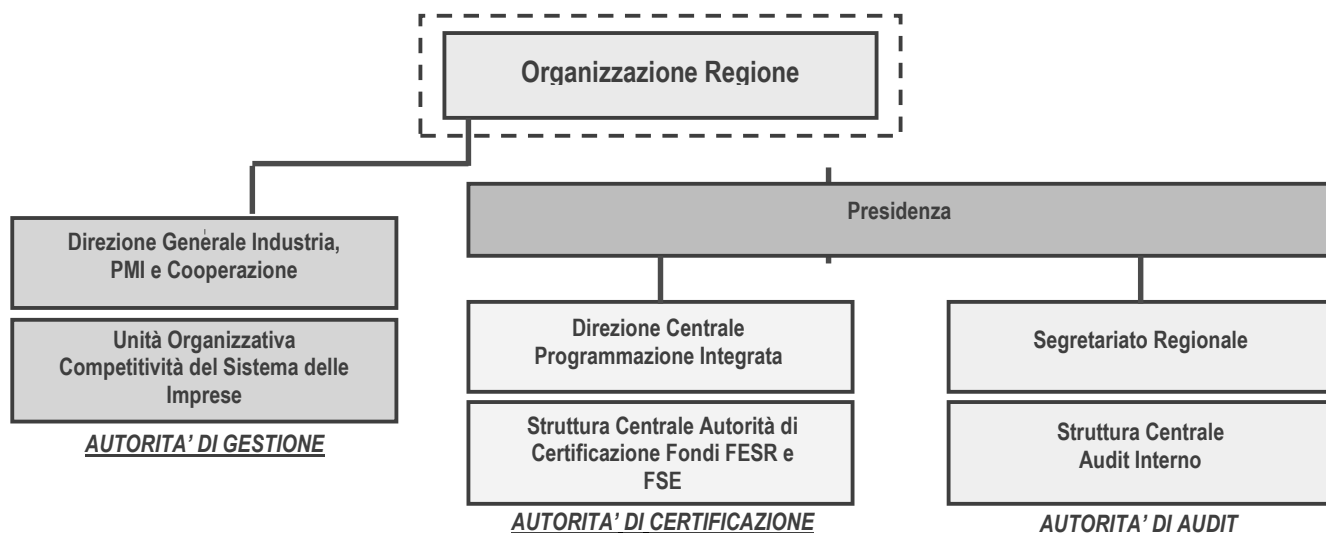 Organizzazione Regione
Presidenza
Direzione Generale Industria,
PMI e Cooperazione
Unità Organizzativa
Competitività del Sistema delle
Imprese
AUTORITA' DI GESTIONE
Direzione Centrale
Programmazione Integrata
Struttura Centrale Autorità di
Certificazione Fondi FESR e
FSE
AUTORITA' DI CERTIFICAZIONE
Segretariato Regionale
Struttura Centrale
Audit Interno
AUTORITA' DI AUDIT